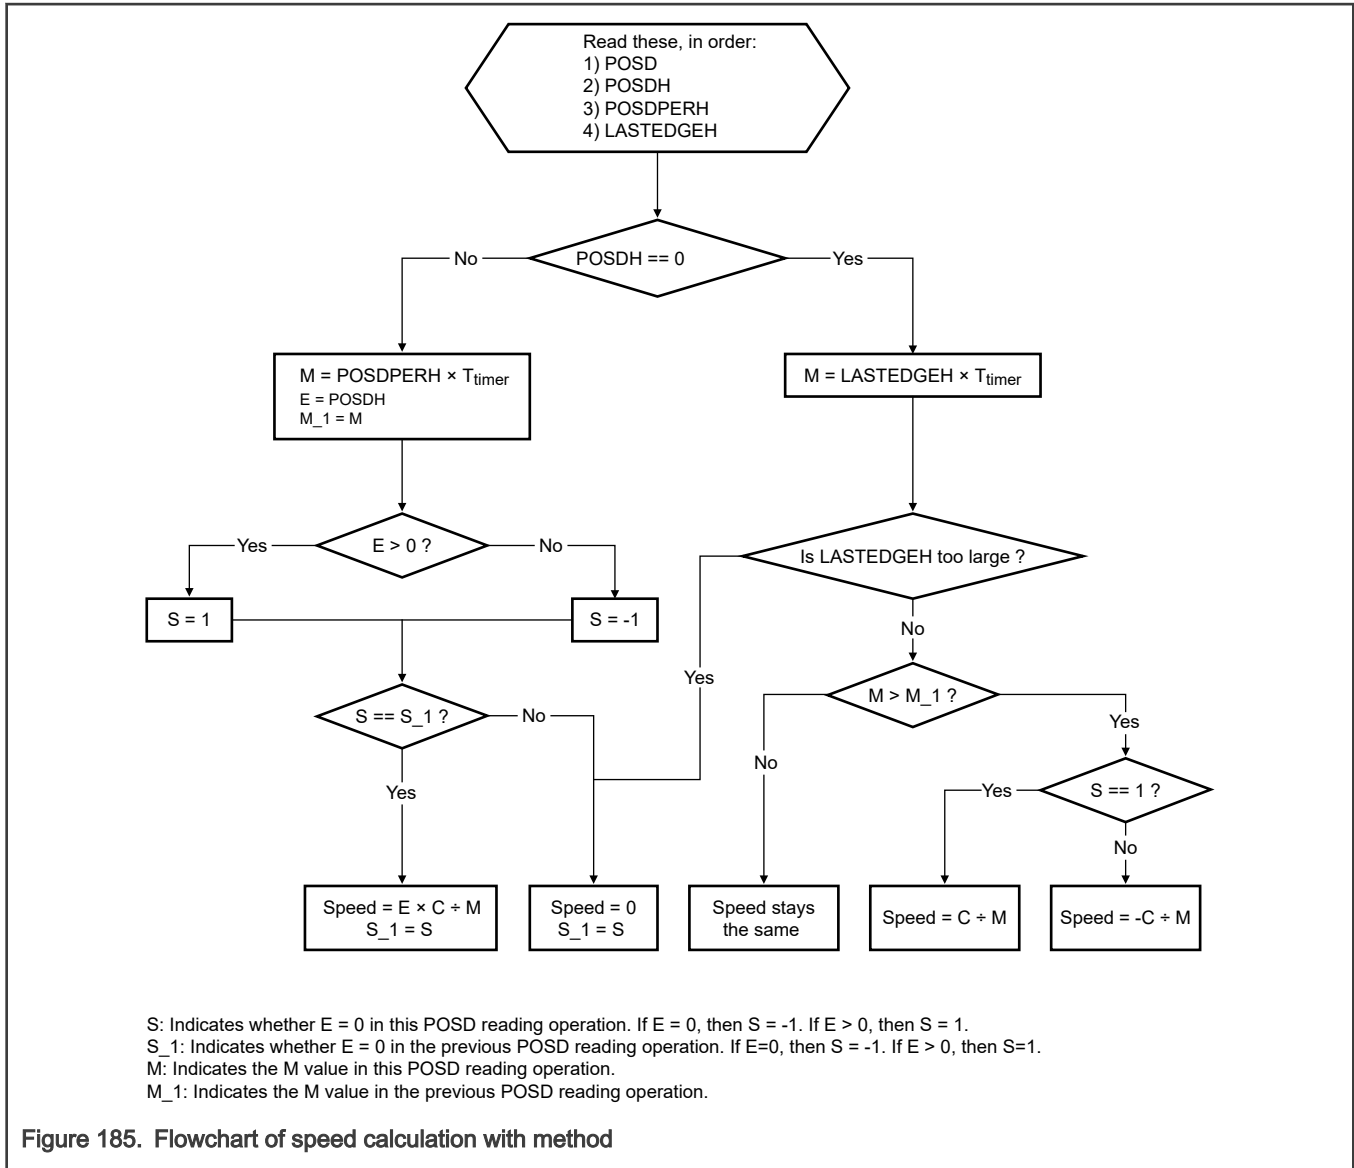 Read these, in order:
1) POSD
2) POSDH
3) POSDPERH
4) LASTEDGEH
POSDH == 0
No
Yes
M = POSDPERH × Ttimer
E = POSDH
M_1 = M
M = LASTEDGEH × Ttimer
E > 0 ?
Yes
No
Is LASTEDGEH too large ?
S = 1
S = -1
No
Yes
M > M_1 ?
S == S_1 ?
No
Yes
No
Yes
S == 1 ?
Yes
No
Speed = E × C ÷ M
S_1 = S
Speed = 0
S_1 = S
Speed stays
the same
Speed = C ÷ M
Speed = -C ÷ M
S: Indicates whether E = 0 in this POSD reading operation. If E = 0, then S = -1. If E > 0, then S = 1.
S_1: Indicates whether E = 0 in the previous POSD reading operation. If E=0, then S = -1. If E > 0, then S=1.
M: Indicates the M value in this POSD reading operation.
M_1: Indicates the M value in the previous POSD reading operation.
Figure 185. Flowchart of speed calculation with method